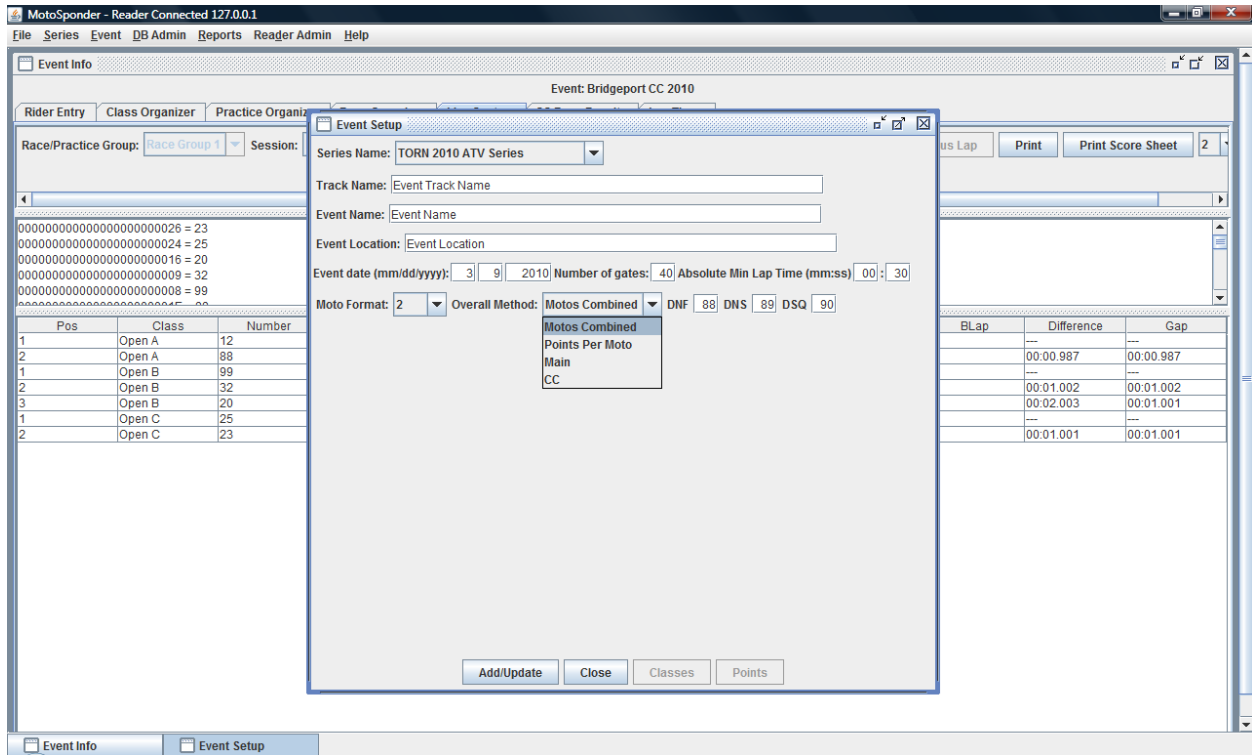 MotoSponder - Reader Connected 127.0.0.1
File Series Event DB Admin Reports Reader Admin Help
Event Info
Event: Bridgeport CC 2010
Rider Entry Class Organizer Practice Organiz
Race/Practice Group: Race Group 1 Session: us Lap Print Print Score Sheet 2
Event Setup
Series Name: TORN 2010 ATV Series
Track Name: Event Track Name
Event Name: Event Name
Event Location: Event Location
Event date (mm/dd/yyyy): 3 9 2010 Number of gates: 40 Absolute Min Lap Time (mm:ss) 00 : 30
Moto Format: 2 Overall Method: Motos Combined DNF 88 DNS 89 DSQ 90
Motos Combined
Points Per Moto
Main
CC
Add/Update Close Classes Points
000000000000000000000026 = 23
000000000000000000000024 = 25
000000000000000000000016 = 20
000000000000000000000009 = 32
000000000000000000000008 = 99
Pos Class Number BLap Difference Gap
1 Open A 12 --- ---
2 Open A 88 00:00.987 00:00.987
1 Open B 99 --- ---
2 Open B 32 00:01.002 00:01.002
3 Open B 20 00:02.003 00:01.001
1 Open C 25 --- ---
2 Open C 23 00:01.001 00:01.001
Event Info Event Setup